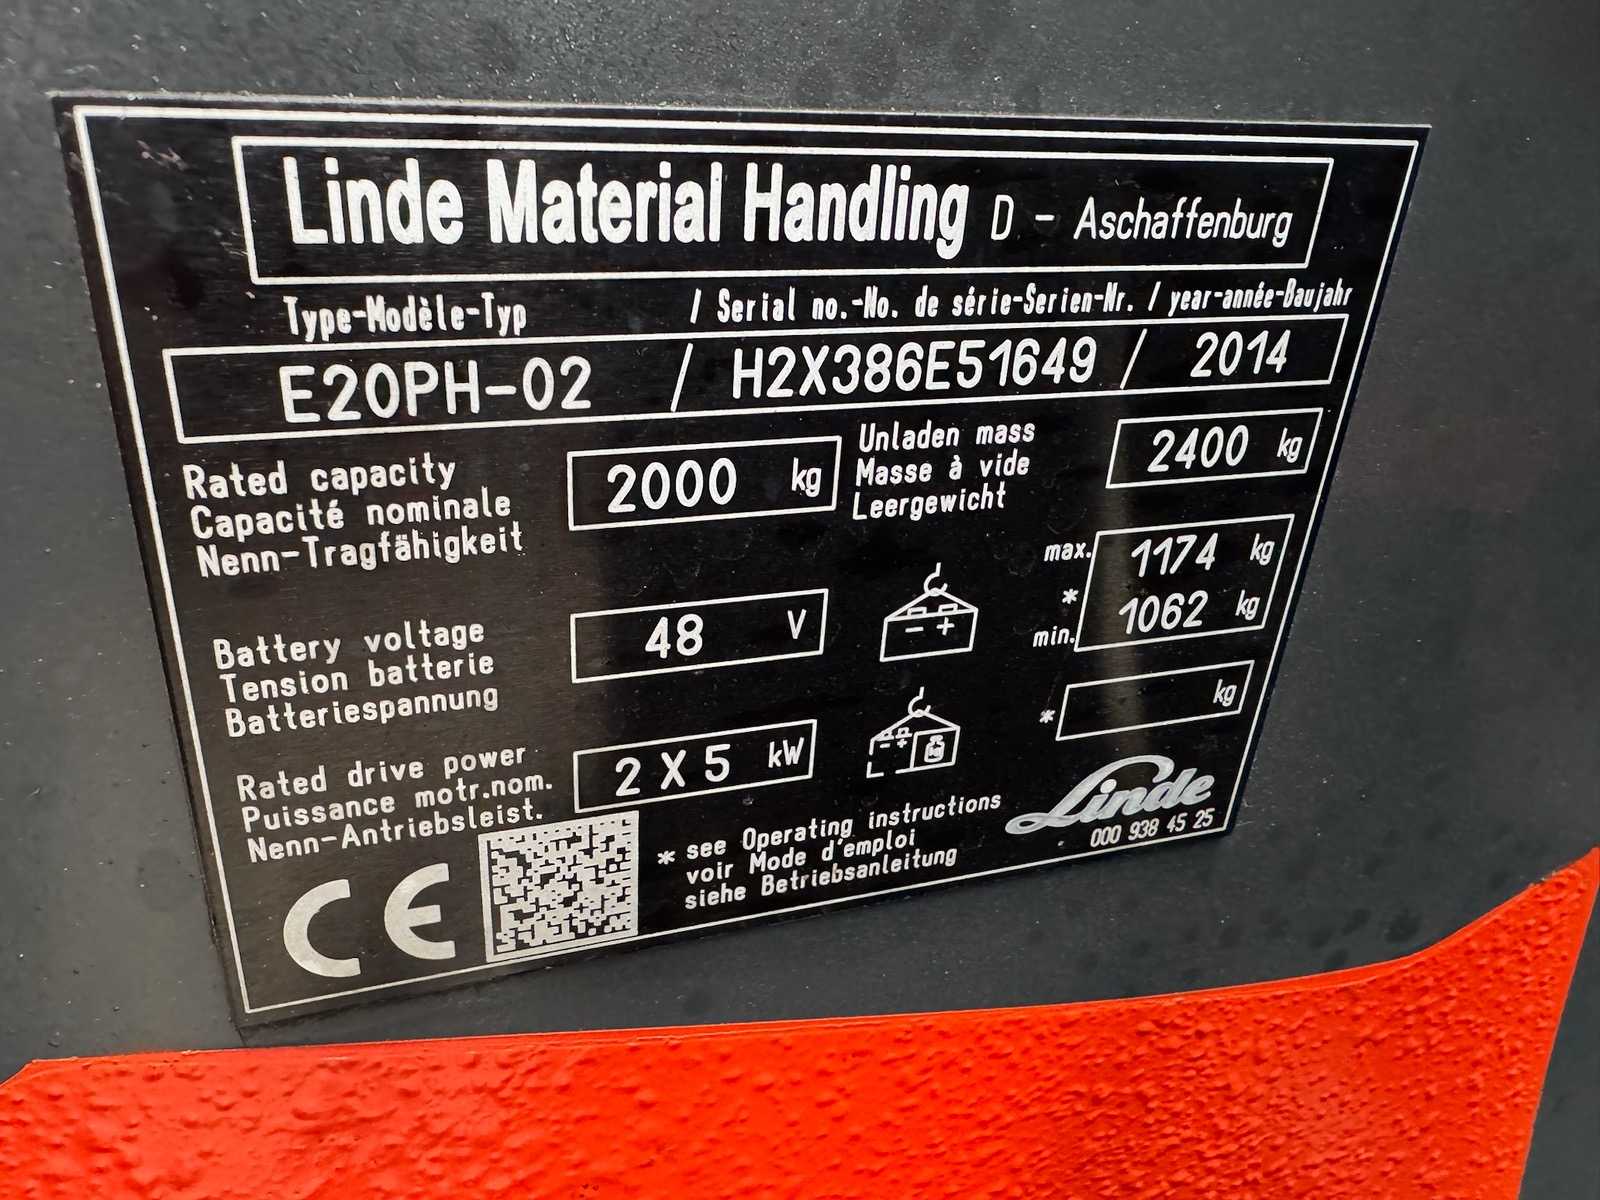 Linde Material Handling D - Aschaffenburg
Type-Modèle-Typ / Serial no.-No. de série-Serien-Nr. / year-année-Baujahr
E20PH-02 / H2X386E51649 / 2014
Rated capacity
Capacité nominale
Nenn-Tragfähigkeit
2000 kg
Unladen mass
Masse à vide
Leergewicht
2400 kg
Battery voltage
Tension batterie
Batteriespannung
48 V
- +
max. 1174 kg
*
min. 1062 kg
Rated drive power
Puissance motr.nom.
Nenn-Antriebsleist.
2 X 5 kW
- +
kg
* kg
CE
* see Operating instructions
voir Mode d'emploi
siehe Betriebsanleitung
Linde
000 938 45 25